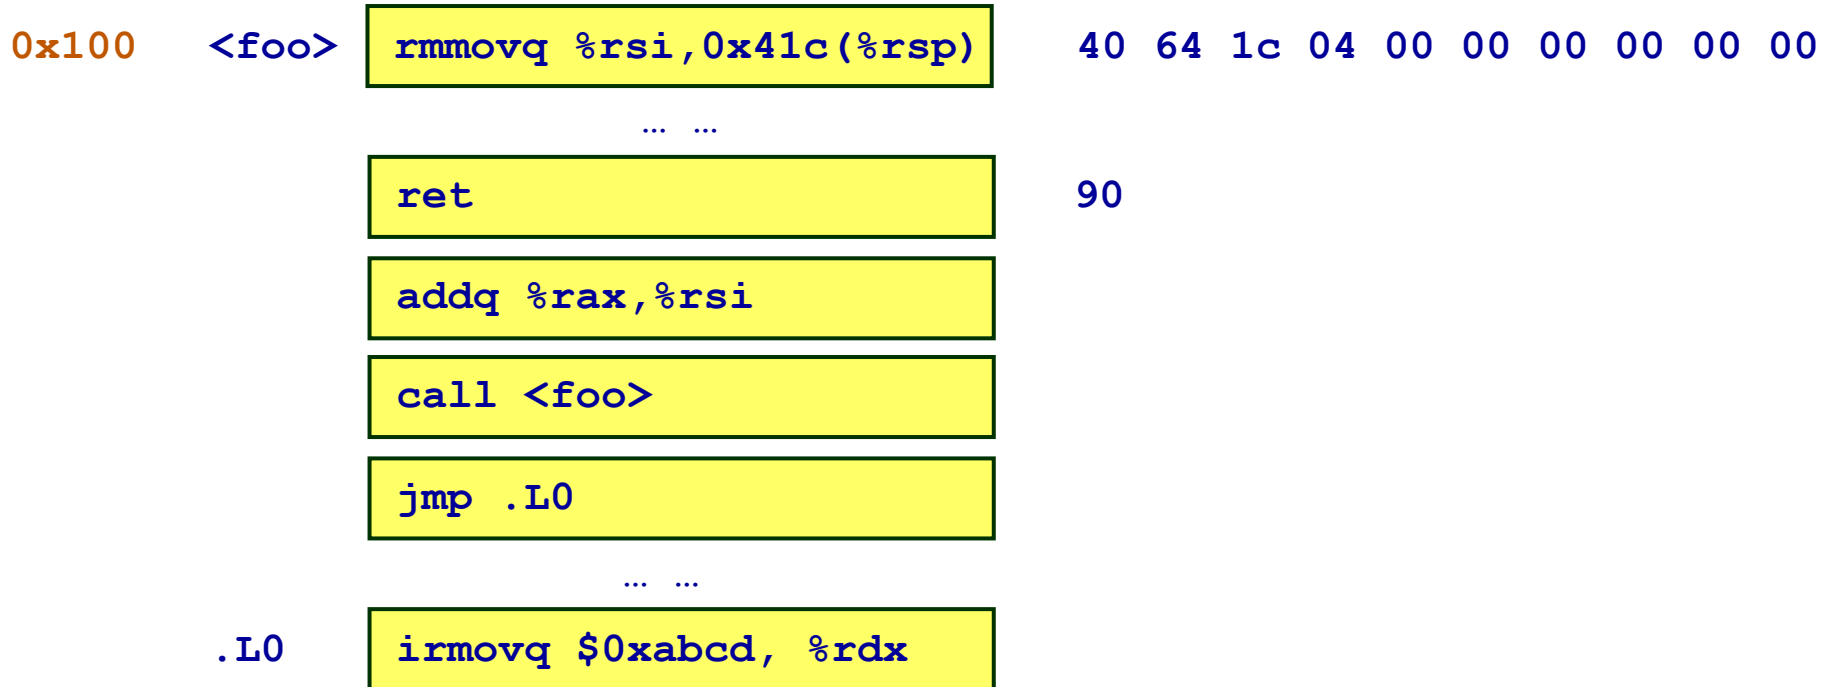 0x100 <foo> rmmovq %rsi,0x41c(%rsp) 40 64 1c 04 00 00 00 00 00 00
… …
ret 90
addq %rax,%rsi
call <foo>
jmp .L0
… …
.L0 irmovq $0xabcd, %rdx